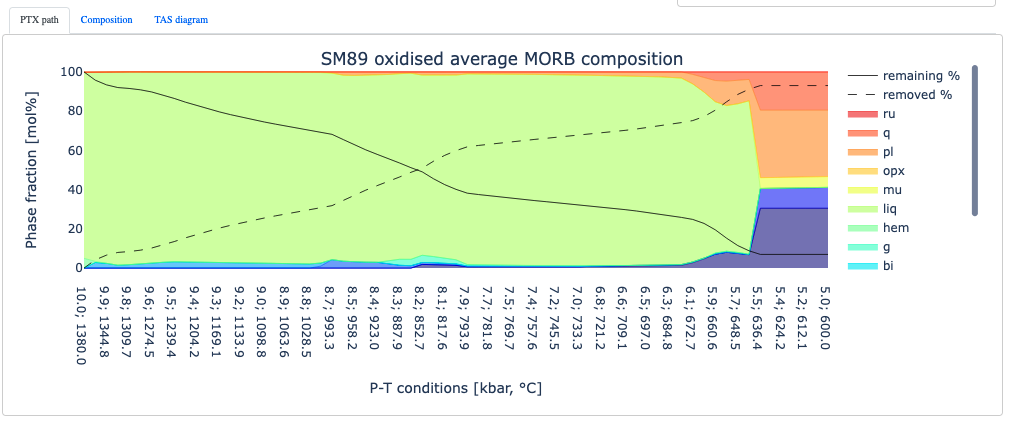 PTX path
Composition
TAS diagram
SM89 oxidised average MORB composition
Phase fraction [mol%]
100
80
60
40
20
0
10.0; 1380.0
9.9; 1344.8
9.8; 1309.7
9.6; 1274.5
9.5; 1239.4
9.4; 1204.2
9.3; 1169.1
9.2; 1133.9
9.0; 1098.8
8.9; 1063.6
8.8; 1028.5
8.7; 993.3
8.5; 958.2
8.4; 923.0
8.3; 887.9
8.2; 852.7
8.1; 817.6
7.9; 793.9
7.7; 781.8
7.5; 769.7
7.4; 757.6
7.2; 745.5
7.0; 733.3
6.8; 721.2
6.6; 709.1
6.5; 697.0
6.3; 684.8
6.1; 672.7
5.9; 660.6
5.7; 648.5
5.5; 636.4
5.4; 624.2
5.2; 612.1
5.0; 600.0
P-T conditions [kbar, °C]
remaining %
removed %
ru
q
pl
opx
mu
liq
hem
g
bi